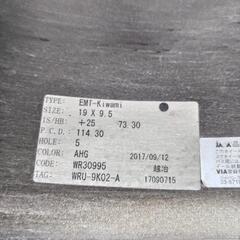 TYPE: EMT-Kiwami
SIZE: 19 X 9.5
IS/HB: +25 73.30
P.C.D.: 114.30
HOLE: 5
COLOR: AHG 2017/09/12
CODE: WR30995 越冶
TAG: WRU-9K02-A 17090715